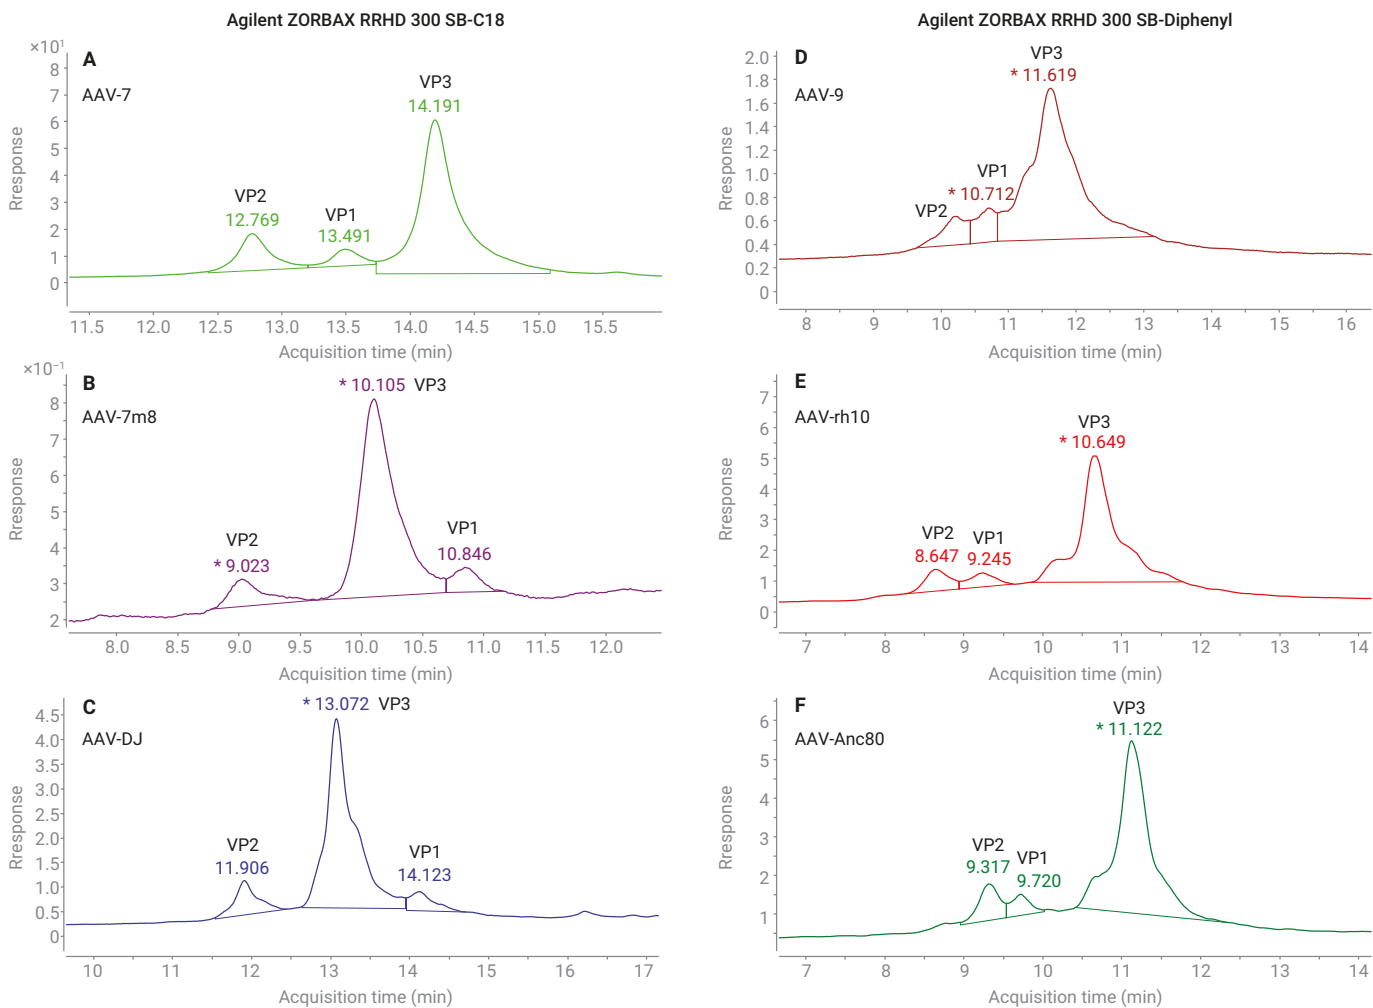 Agilent ZORBAX RRHD 300 SB-C18
Agilent ZORBAX RRHD 300 SB-Diphenyl
×10¹
A
AAV-7
VP2
12.769
VP1
13.491
VP3
14.191
Rresponse
8
7
6
5
4
3
2
1
0
11.5 12.0 12.5 13.0 13.5 14.0 14.5 15.0 15.5
Acquisition time (min)
D
AAV-9
VP2
VP1
* 10.712
VP3
* 11.619
Rresponse
2.0
1.8
1.6
1.4
1.2
1.0
0.8
0.6
0.4
0.2
0
8 9 10 11 12 13 14 15 16
Acquisition time (min)
×10⁻¹
B
AAV-7m8
VP2
* 9.023
* 10.105 VP3
VP1
10.846
Rresponse
8
7
6
5
4
3
2
8.0 8.5 9.0 9.5 10.0 10.5 11.0 11.5 12.0
Acquisition time (min)
E
AAV-rh10
VP2
8.647
VP1
9.245
VP3
* 10.649
Rresponse
7
6
5
4
3
2
1
0
7 8 9 10 11 12 13 14
Acquisition time (min)
C
AAV-DJ
VP2
11.906
* 13.072 VP3
VP1
14.123
Rresponse
4.5
4.0
3.5
3.0
2.5
2.0
1.5
1.0
0.5
0
10 11 12 13 14 15 16 17
Acquisition time (min)
F
AAV-Anc80
VP2
9.317
VP1
9.720
VP3
* 11.122
Rresponse
6
5
4
3
2
1
7 8 9 10 11 12 13 14
Acquisition time (min)